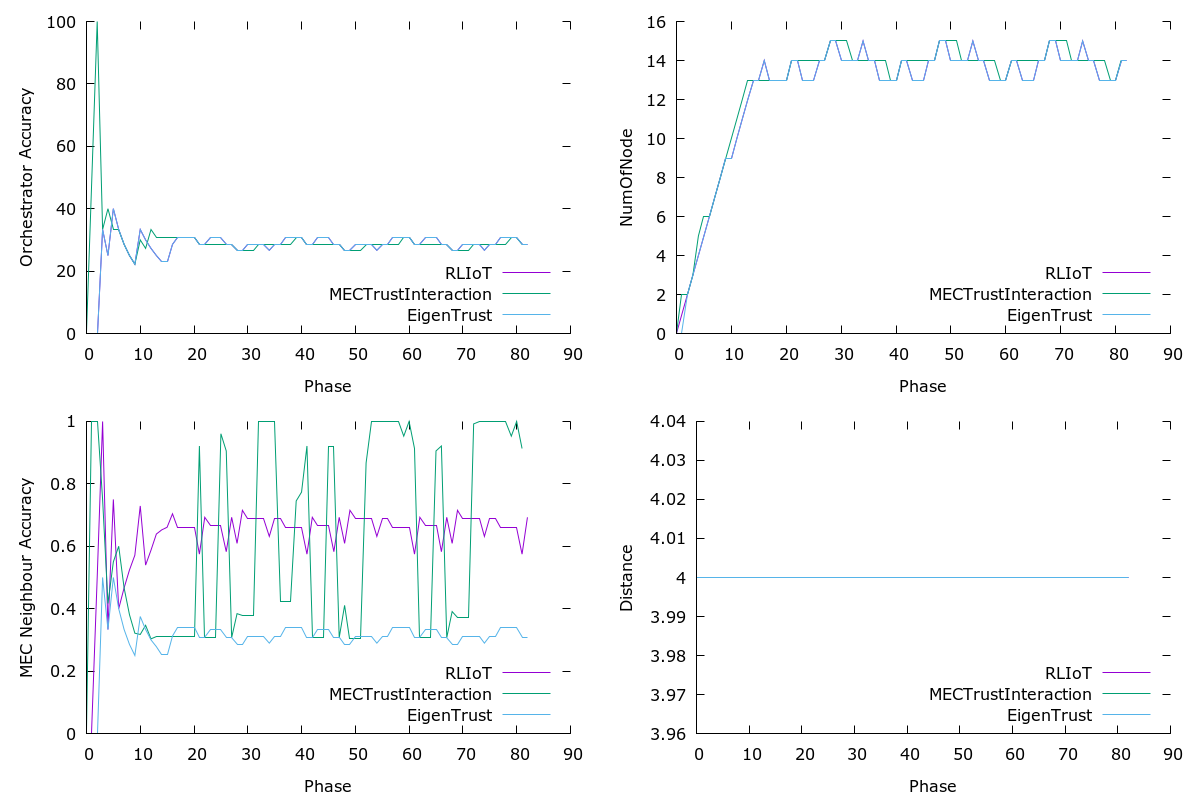 Orchestrator Accuracy
100
80
60
40
20
0
0 10 20 30 40 50 60 70 80 90
Phase
RLIoT
MECTrustInteraction
EigenTrust
NumOfNode
16
14
12
10
8
6
4
2
0
0 10 20 30 40 50 60 70 80 90
Phase
RLIoT
MECTrustInteraction
EigenTrust
MEC Neighbour Accuracy
1
0.8
0.6
0.4
0.2
0
0 10 20 30 40 50 60 70 80 90
Phase
RLIoT
MECTrustInteraction
EigenTrust
Distance
4.04
4.03
4.02
4.01
4
3.99
3.98
3.97
3.96
0 10 20 30 40 50 60 70 80 90
Phase
RLIoT
MECTrustInteraction
EigenTrust